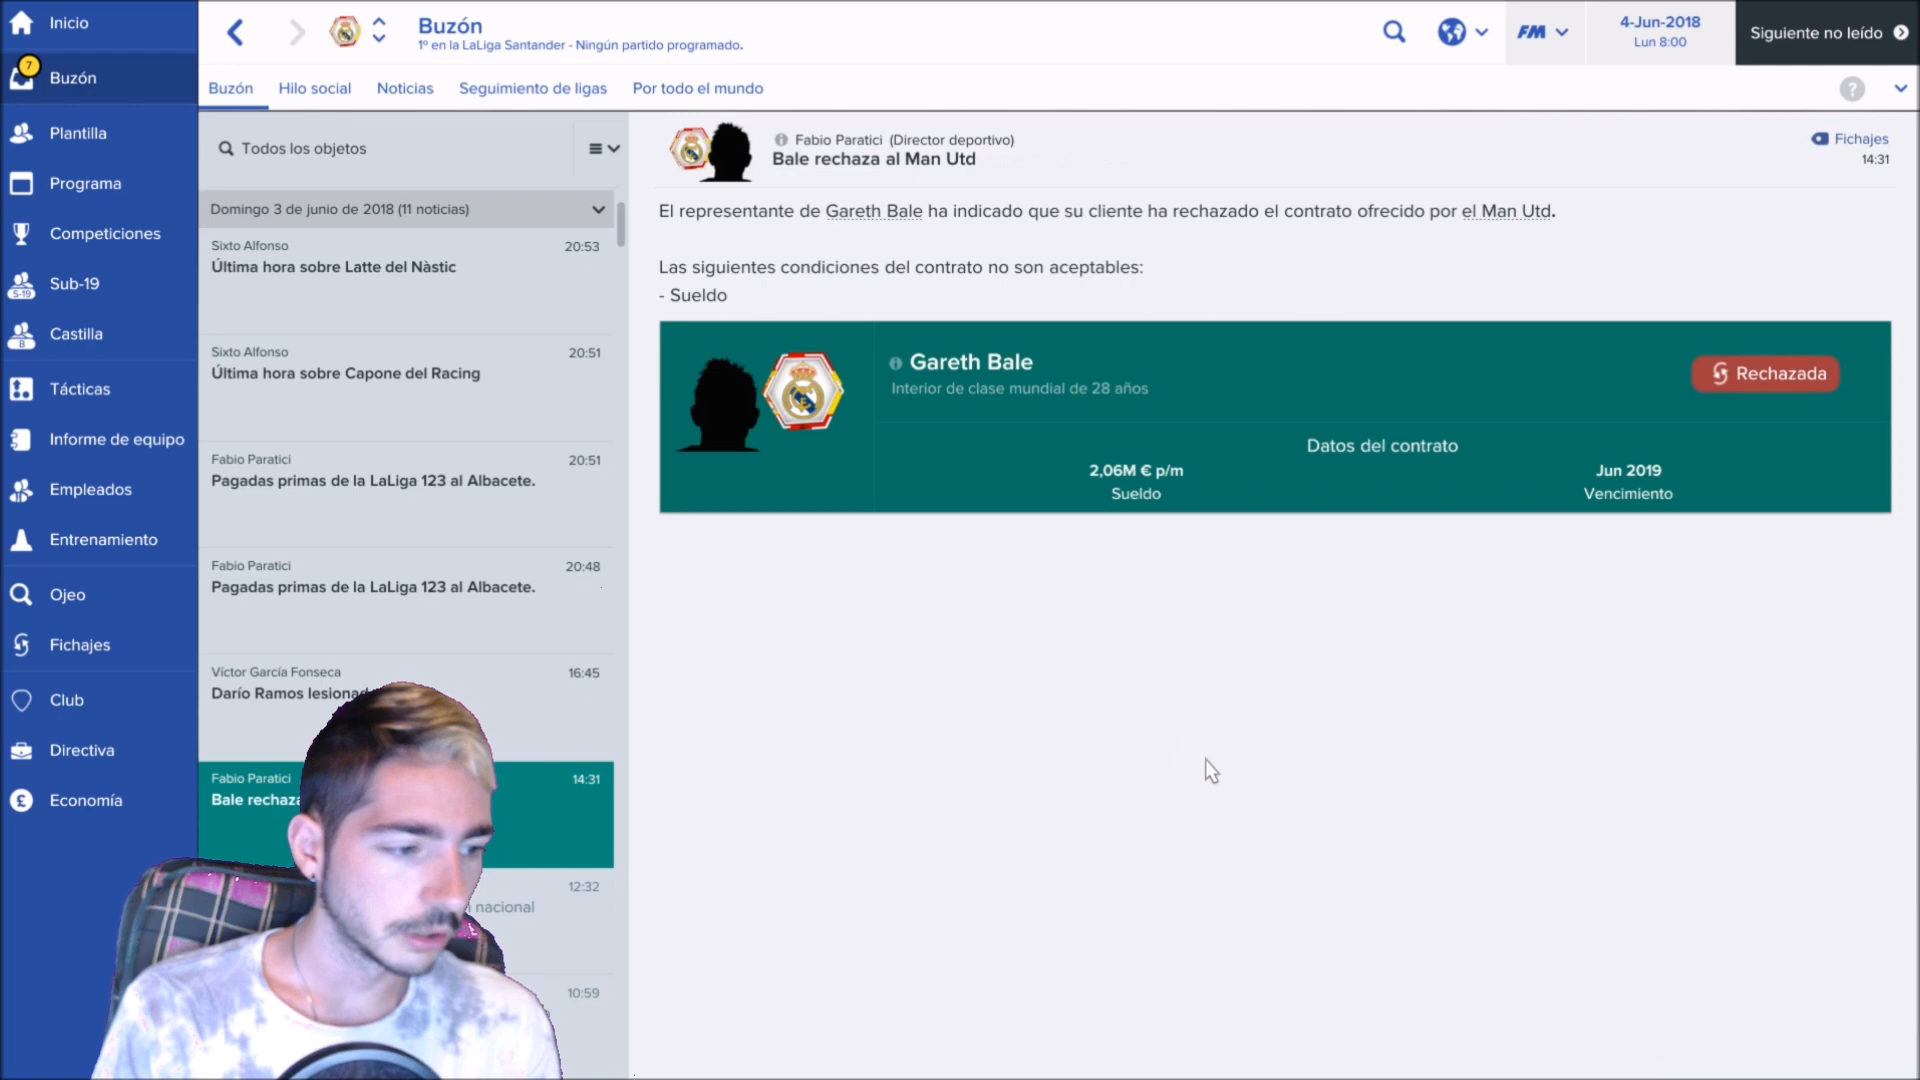 Inicio
7
Buzón
Plantilla
Programa
Competiciones
S-19
Sub-19
B
Castilla
Tácticas
Informe de equipo
Empleados
Entrenamiento
Ojeo
Fichajes
Club
Directiva
£
Economía
Buzón
1º en la LaLiga Santander - Ningún partido programado.
FM
4-Jun-2018
Lun 8:00
Siguiente no leído
Buzón
Hilo social
Noticias
Seguimiento de ligas
Por todo el mundo
?
Todos los objetos
Domingo 3 de junio de 2018 (11 noticias)
Sixto Alfonso 20:53
Última hora sobre Latte del Nàstic
Sixto Alfonso 20:51
Última hora sobre Capone del Racing
Fabio Paratici 20:51
Pagadas primas de la LaLiga 123 al Albacete.
Fabio Paratici 20:48
Pagadas primas de la LaLiga 123 al Albacete.
Víctor García Fonseca 16:45
Darío Ramos lesionad
Fabio Paratici 14:31
Bale rechaza
12:32
nacional
10:59
Fabio Paratici (Director deportivo)
Bale rechaza al Man Utd
Fichajes
14:31
El representante de Gareth Bale ha indicado que su cliente ha rechazado el contrato ofrecido por el Man Utd.
Las siguientes condiciones del contrato no son aceptables:
- Sueldo
Gareth Bale
Interior de clase mundial de 28 años
Rechazada
Datos del contrato
2,06M € p/m
Sueldo
Jun 2019
Vencimiento